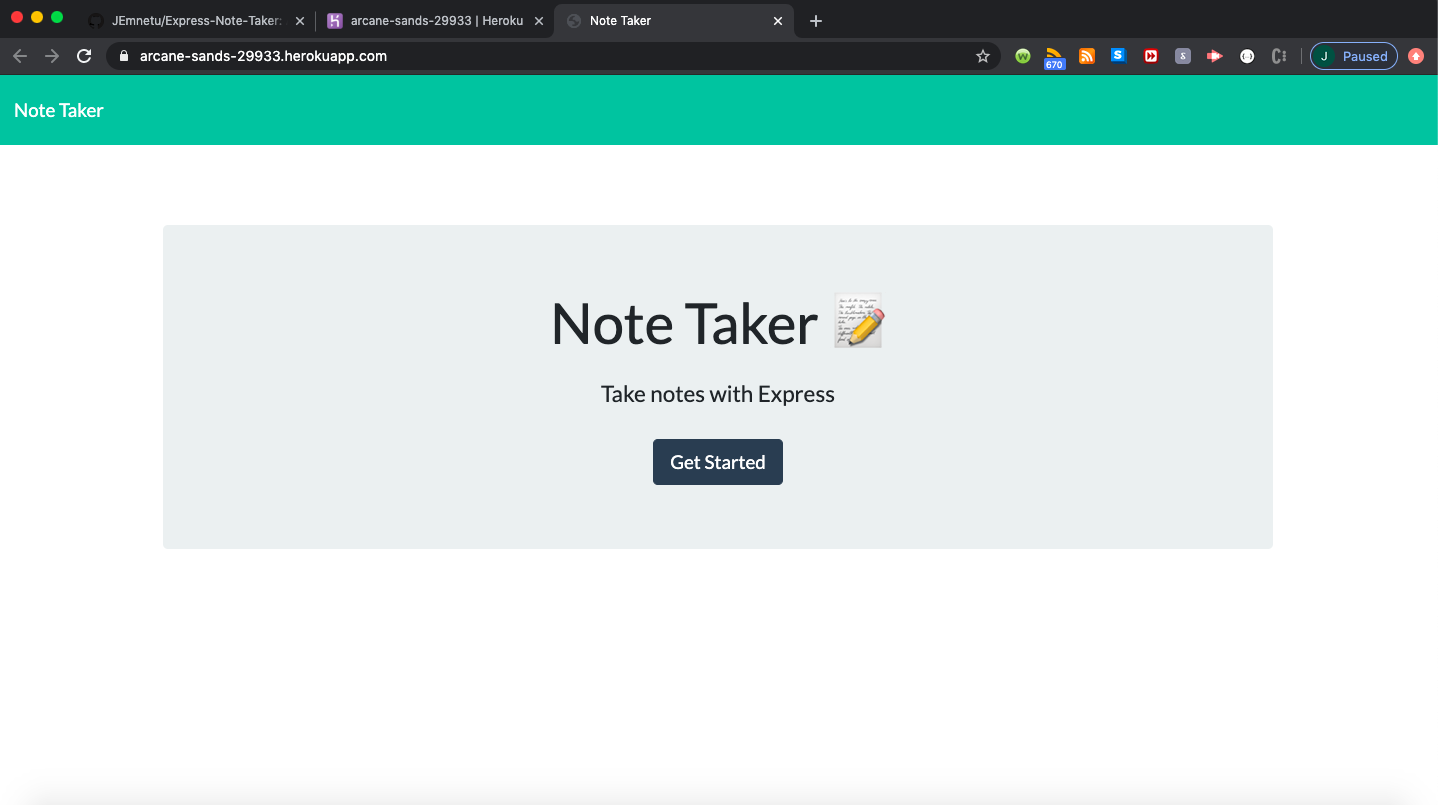 JEmnetu/Express-Note-Taker:
arcane-sands-29933 | Heroku
Note Taker
arcane-sands-29933.herokuapp.com
670
J Paused
Note Taker
Note Taker
Take notes with Express
Get Started